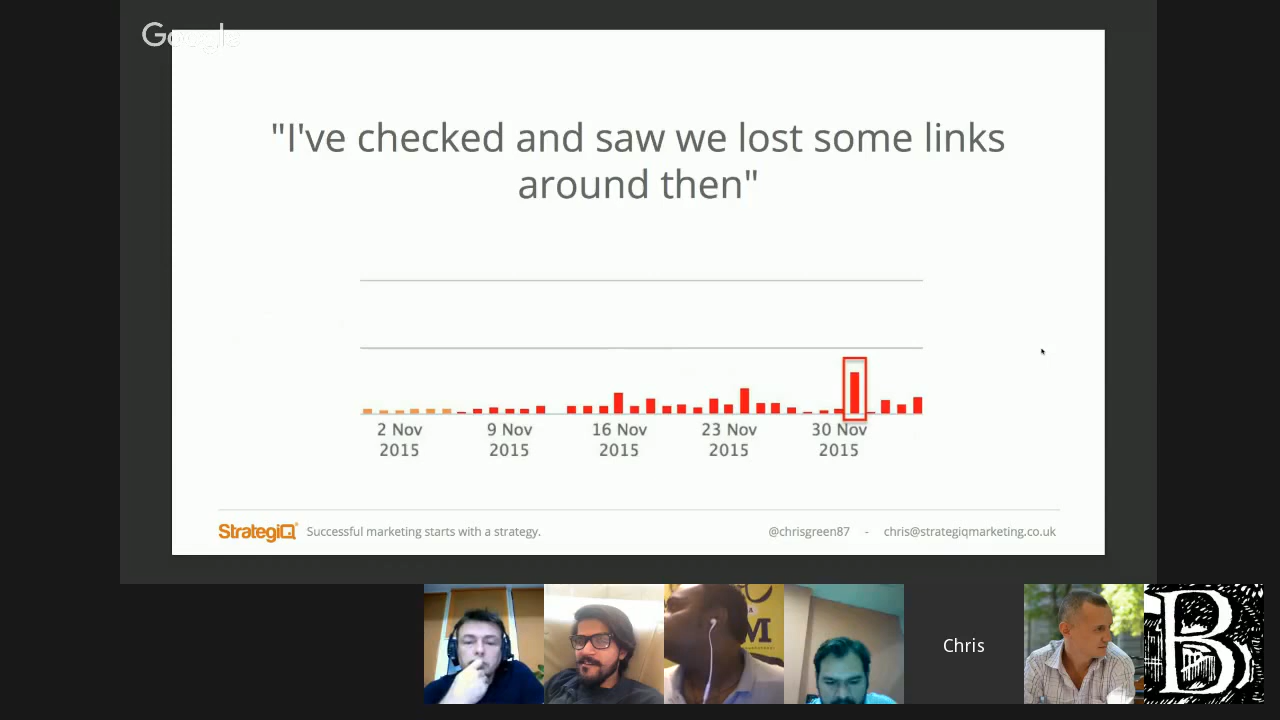 Google
"I've checked and saw we lost some links
around then"
2 Nov 9 Nov 16 Nov 23 Nov 30 Nov
2015 2015 2015 2015 2015
StrategiQ Successful marketing starts with a strategy. @chrisgreen87 - chris@strategiqmarketing.co.uk
M
Chris
B